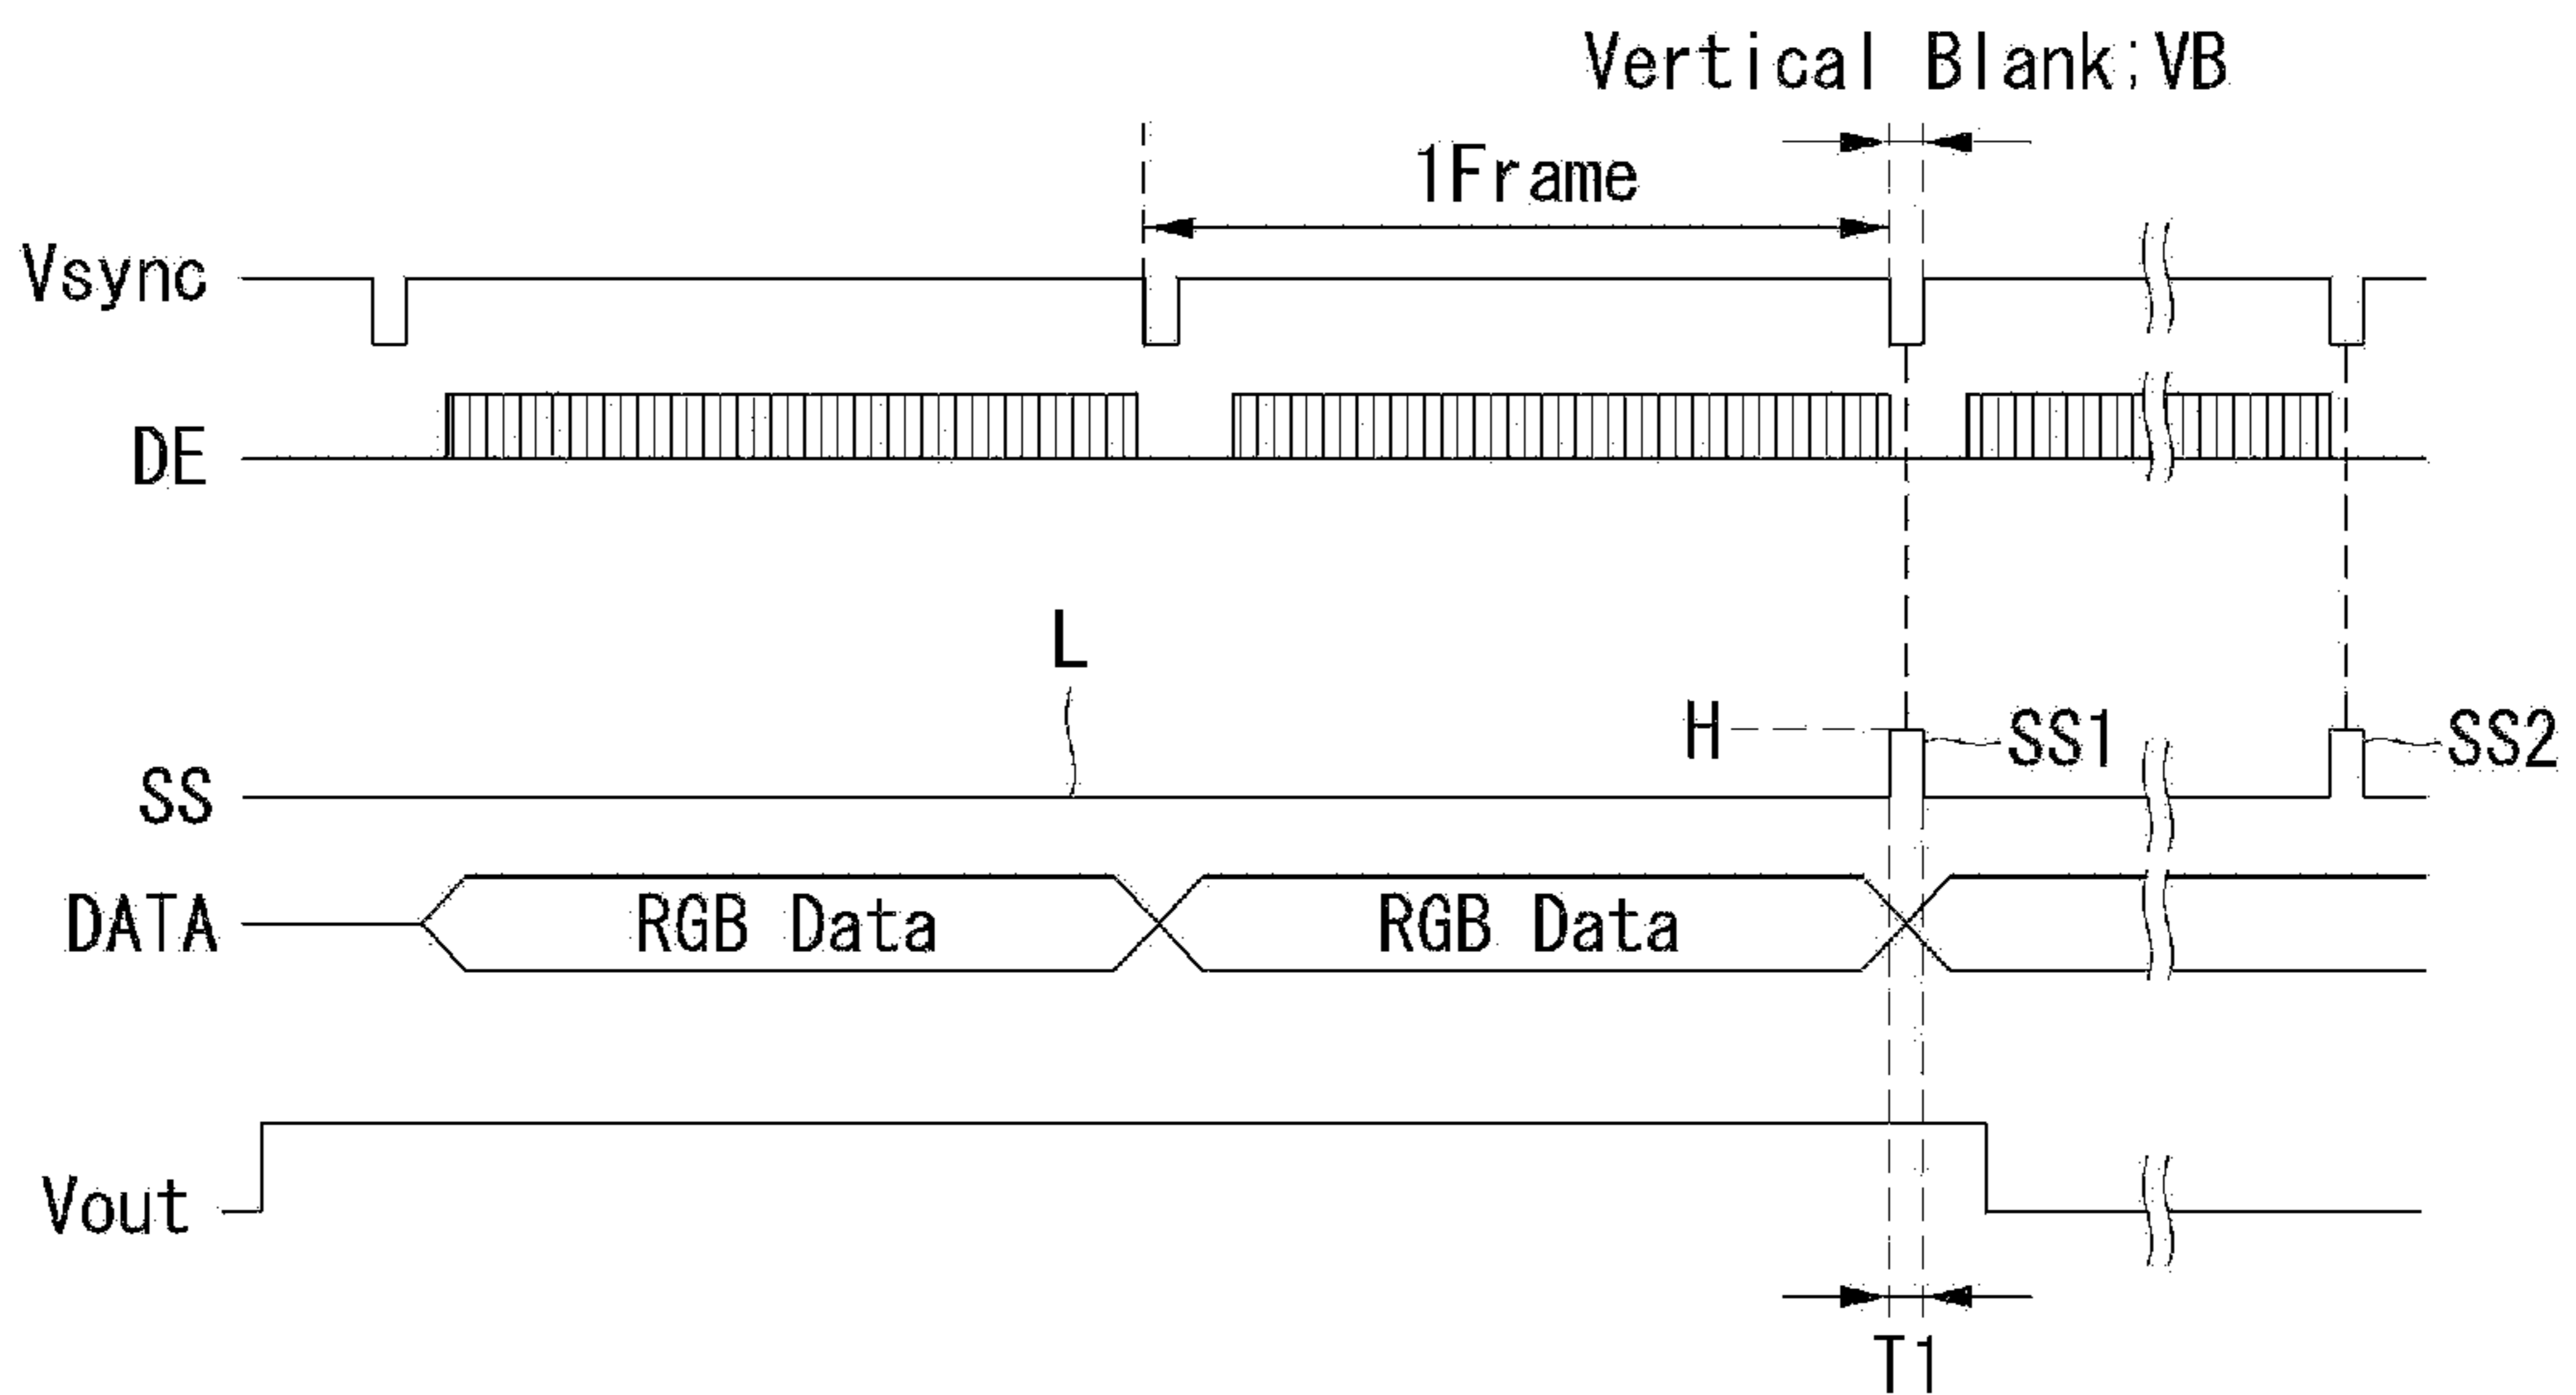 Vertical Blank;VB
1Frame
Vsync
DE
L
H
SS1
SS2
SS
DATA
RGB Data
RGB Data
Vout
T1